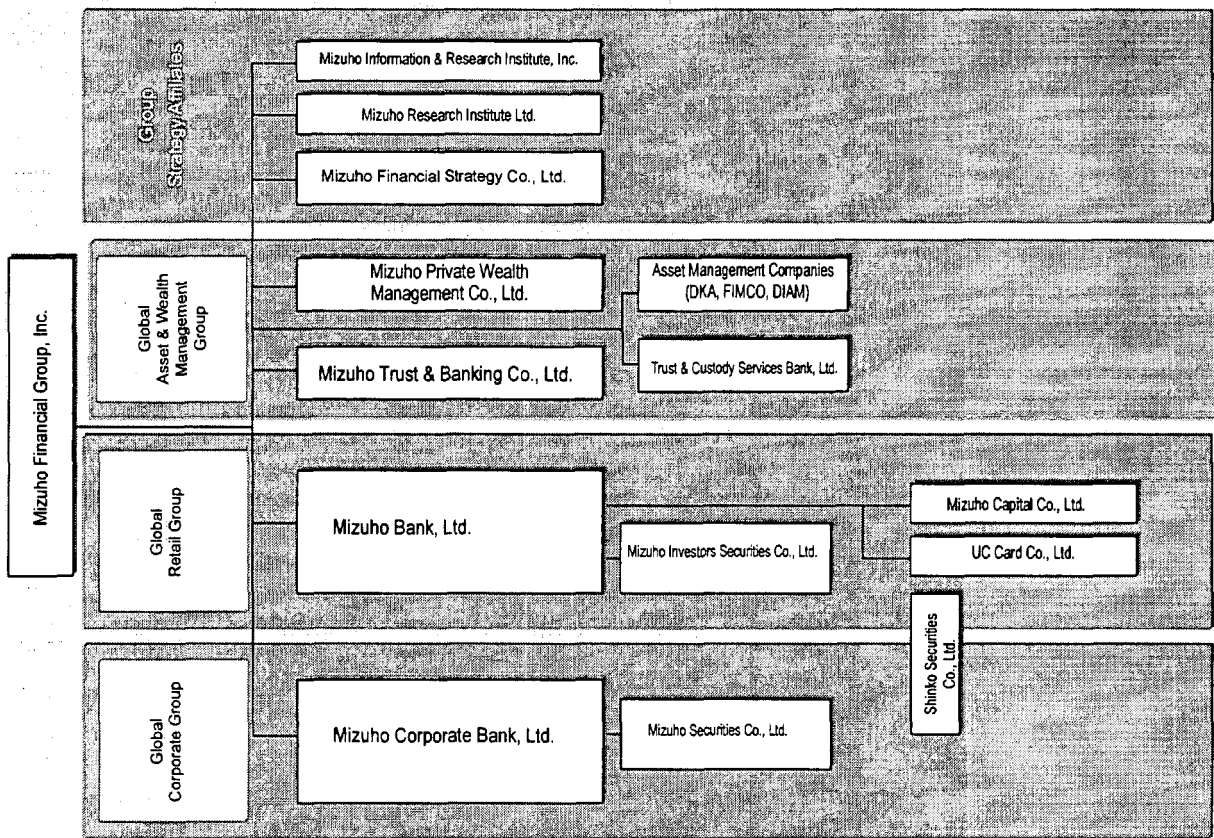 Mizuho Financial Group, Inc.
Group
Strategy Affiliates
Mizuho Information & Research Institute, Inc.
Mizuho Research Institute Ltd.
Mizuho Financial Strategy Co., Ltd.
Global
Asset & Wealth
Management
Group
Mizuho Private Wealth
Management Co., Ltd.
Mizuho Trust & Banking Co., Ltd.
Asset Management Companies
(DKA, FIMCO, DIAM)
Trust & Custody Services Bank, Ltd.
Global
Retail Group
Mizuho Bank, Ltd.
Mizuho Investors Securities Co., Ltd.
Mizuho Capital Co., Ltd.
UC Card Co., Ltd.
Shinko Securities
Co., Ltd.
Global
Corporate Group
Mizuho Corporate Bank, Ltd.
Mizuho Securities Co., Ltd.